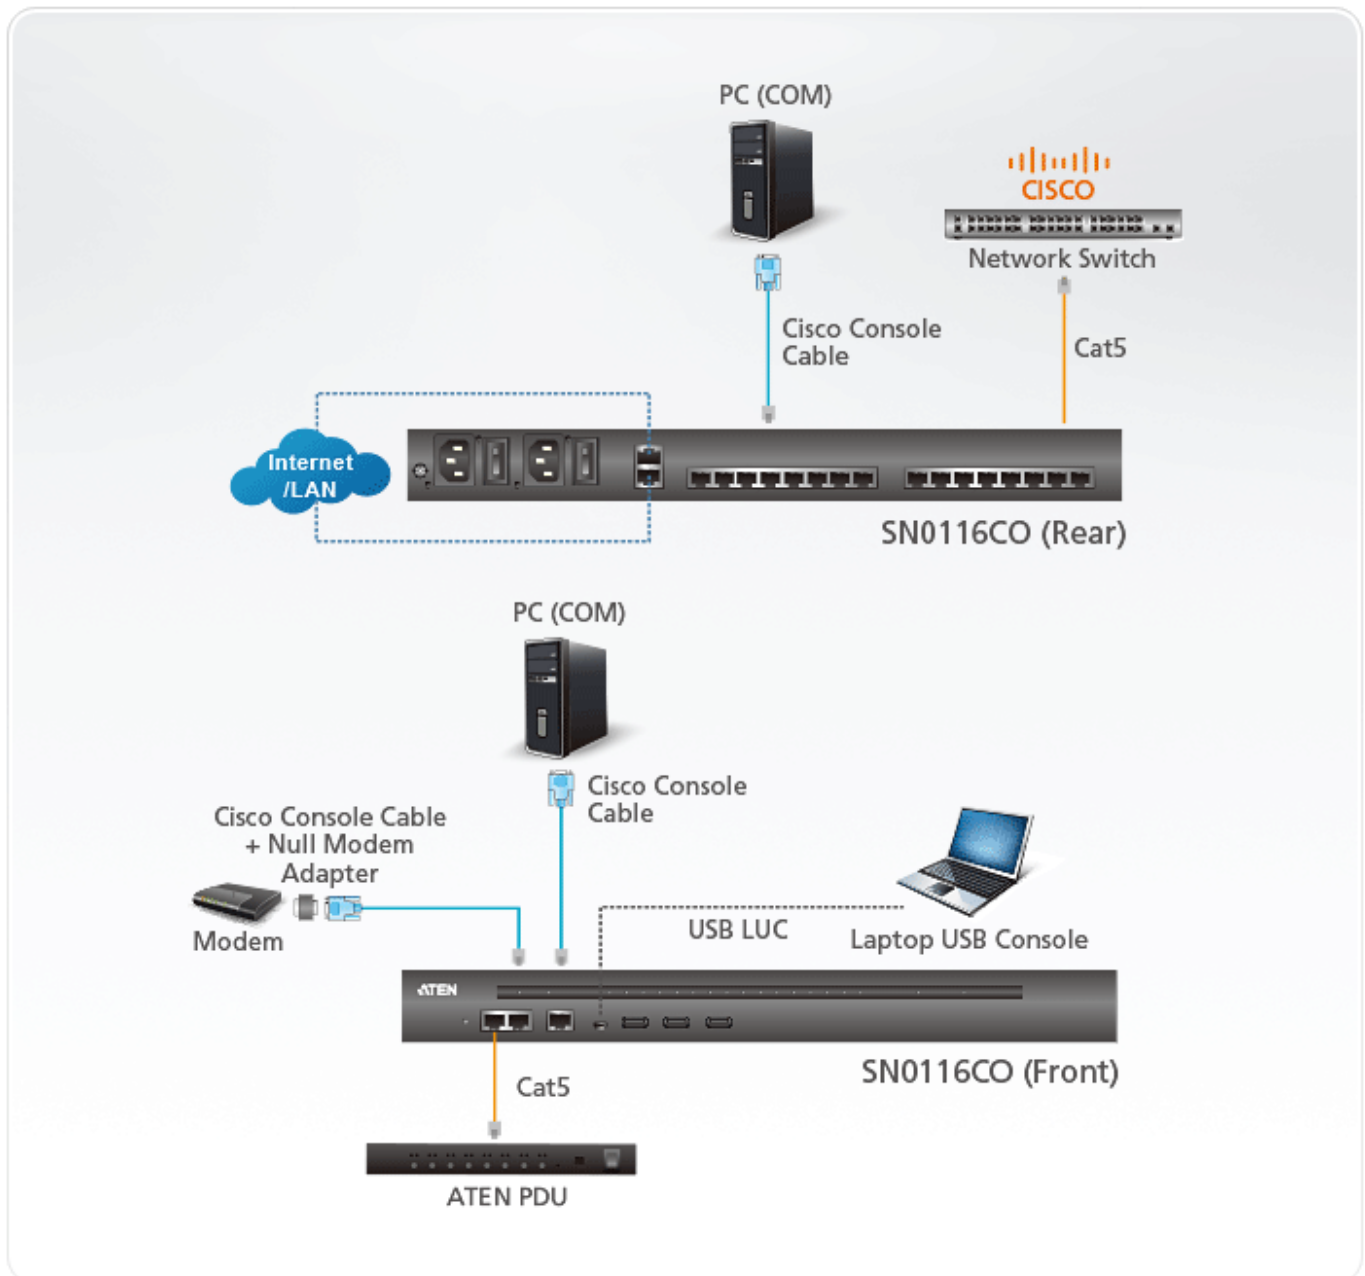 PC (COM)
CISCO
Network Switch
Cisco Console
Cable
Cat5
Internet
/LAN
SN0116CO (Rear)
PC (COM)
Cisco Console
Cable
Cisco Console Cable
+ Null Modem
Adapter
Modem
USB LUC
Laptop USB Console
ATEN
SN0116CO (Front)
Cat5
ATEN PDU